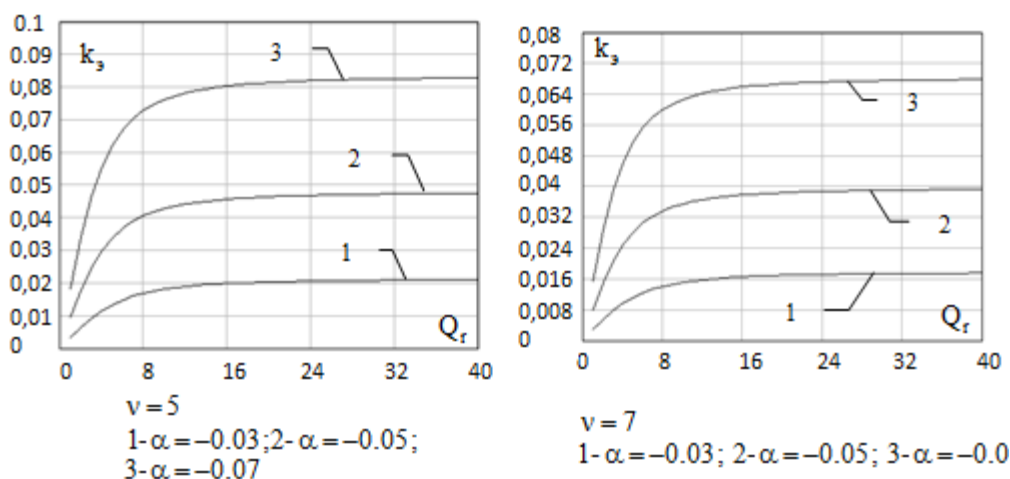 0.1
0,09
0,08
0,07
0,06
0,05
0,04
0,03
0,02
0,01
0
kэ
3
2
1
Qr
0 8 16 24 32 40
ν = 5
1- α = −0.03 ;2- α = −0.05;
3- α = −0.07
0,08
0,072
0,064
0,056
0,048
0,04
0,032
0,024
0,016
0,008
0
kэ
3
2
1
Qr
0 8 16 24 32 40
ν = 7
1- α = −0.03; 2- α = −0.05; 3- α = −0.0